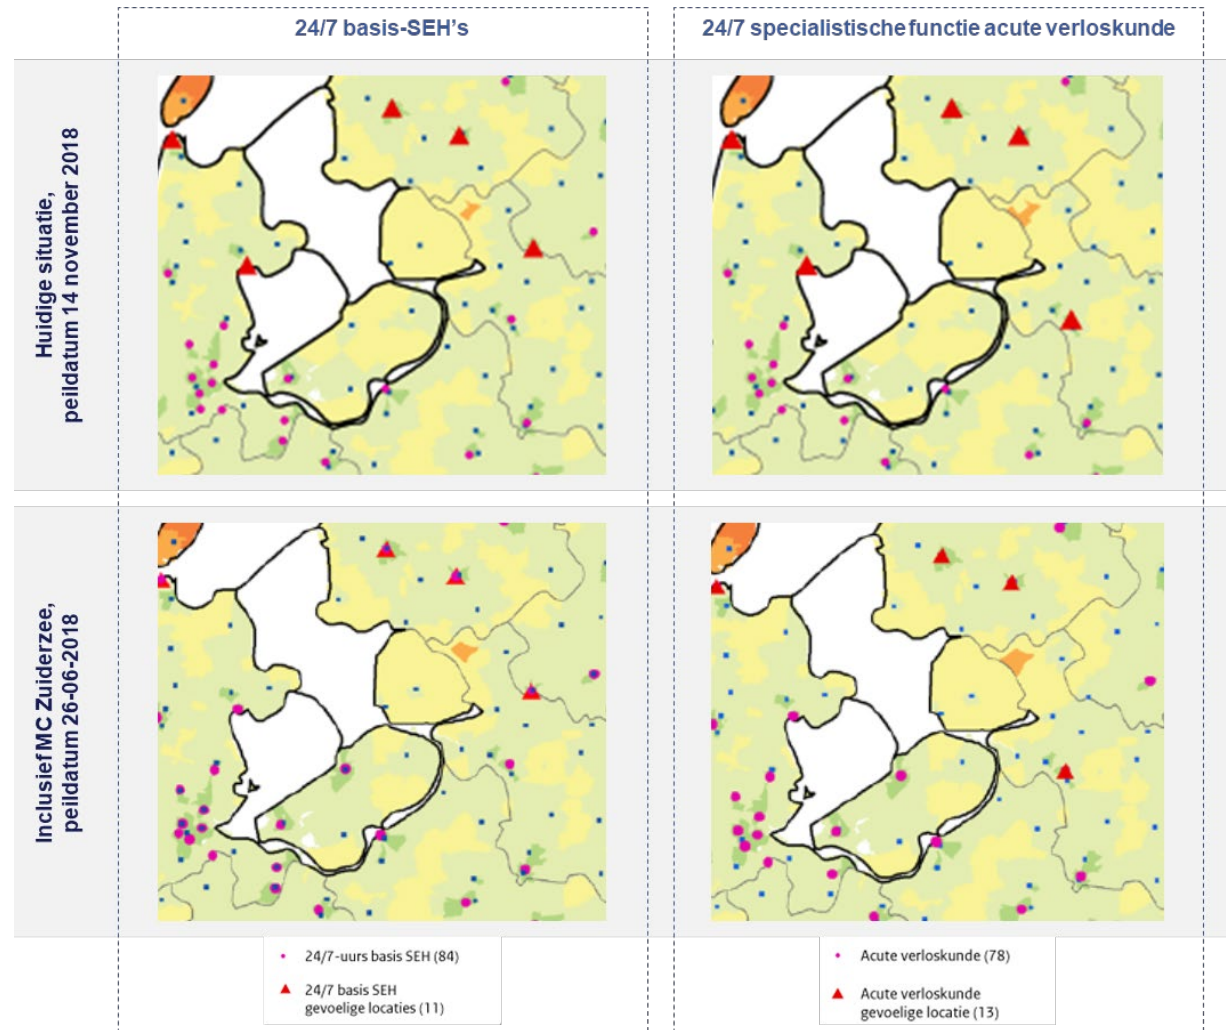 24/7 basis-SEH's
24/7 specialistische functie acute verloskunde
Huidige situatie,
peildatum 14 november 2018
Inclusief MC Zuiderzee,
peildatum 26-06-2018
24/7-uurs basis SEH (84)
24/7 basis SEH
gevoelige locaties (11)
Acute verloskunde (78)
Acute verloskunde
gevoelige locatie (13)